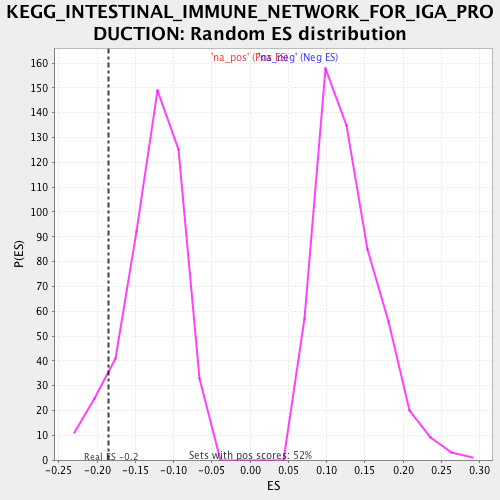 KEGG_INTESTINAL_IMMUNE_NETWORK_FOR_IGA_PRO
DUCTION: Random ES distribution
'na_pos' (Pos ES) 'na_neg' (Neg ES)
160
150
140
130
120
110
100
90
80
70
60
50
40
30
20
10
0
P(ES)
Real ES -0.2
Sets with pos scores: 52%
-0.25 -0.20 -0.15 -0.10 -0.05 0.00 0.05 0.10 0.15 0.20 0.25 0.30
ES